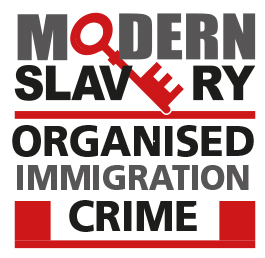 MODERN
SLAVERY
ORGANISED
IMMIGRATION
CRIME